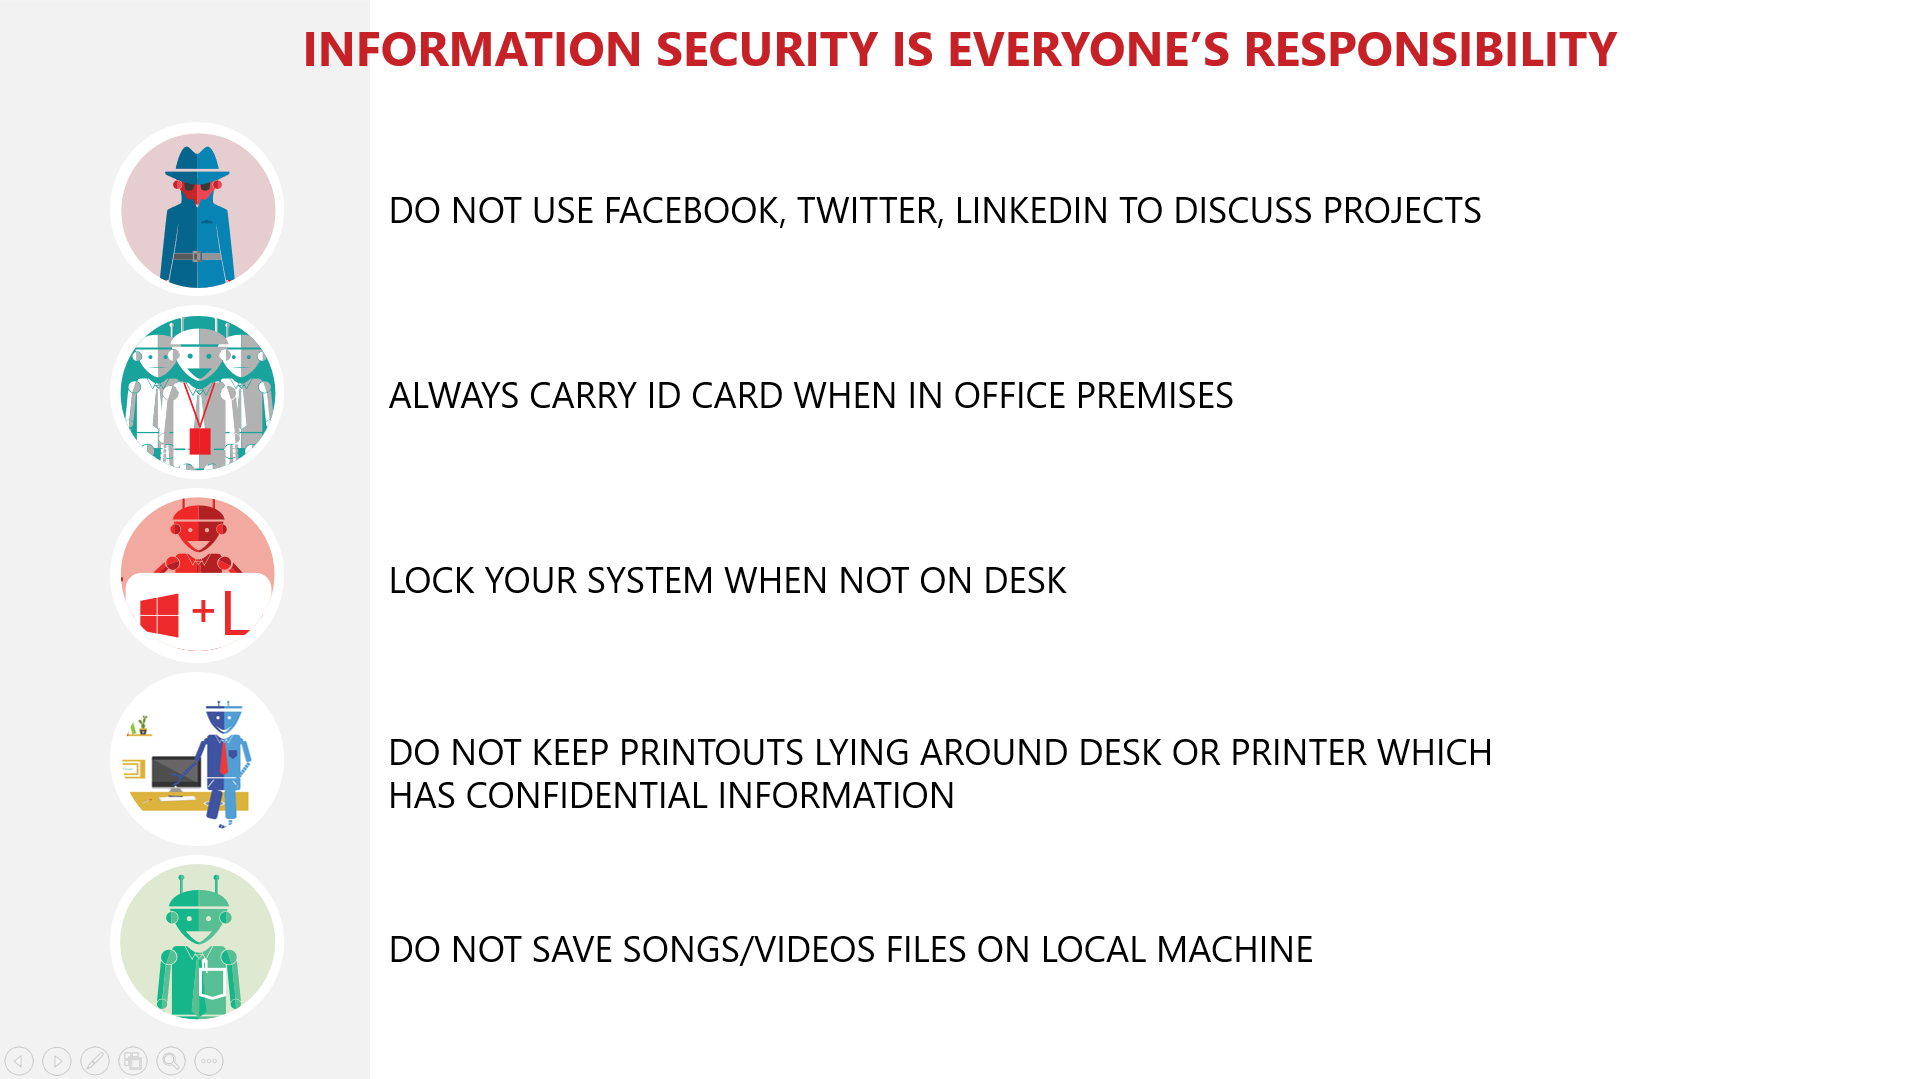 INFORMATION SECURITY IS EVERYONE’S RESPONSIBILITY
DO NOT USE FACEBOOK, TWITTER, LINKEDIN TO DISCUSS PROJECTS
ALWAYS CARRY ID CARD WHEN IN OFFICE PREMISES
+ L
LOCK YOUR SYSTEM WHEN NOT ON DESK
DO NOT KEEP PRINTOUTS LYING AROUND DESK OR PRINTER WHICH
HAS CONFIDENTIAL INFORMATION
DO NOT SAVE SONGS/VIDEOS FILES ON LOCAL MACHINE